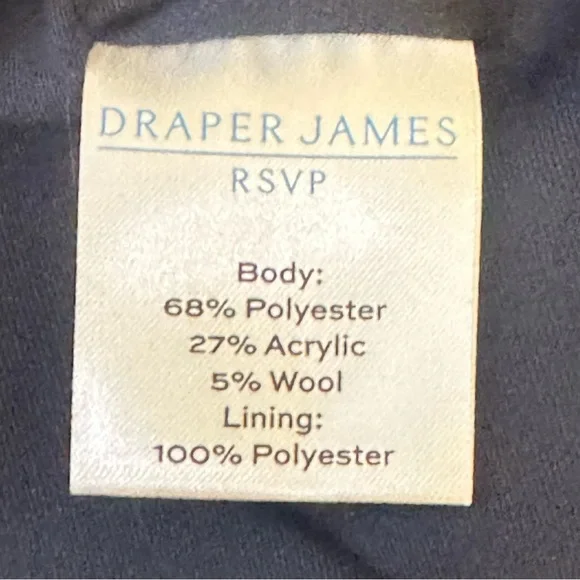 DRAPER JAMES
RSVP
Body:
68% Polyester
27% Acrylic
5% Wool
Lining:
100% Polyester